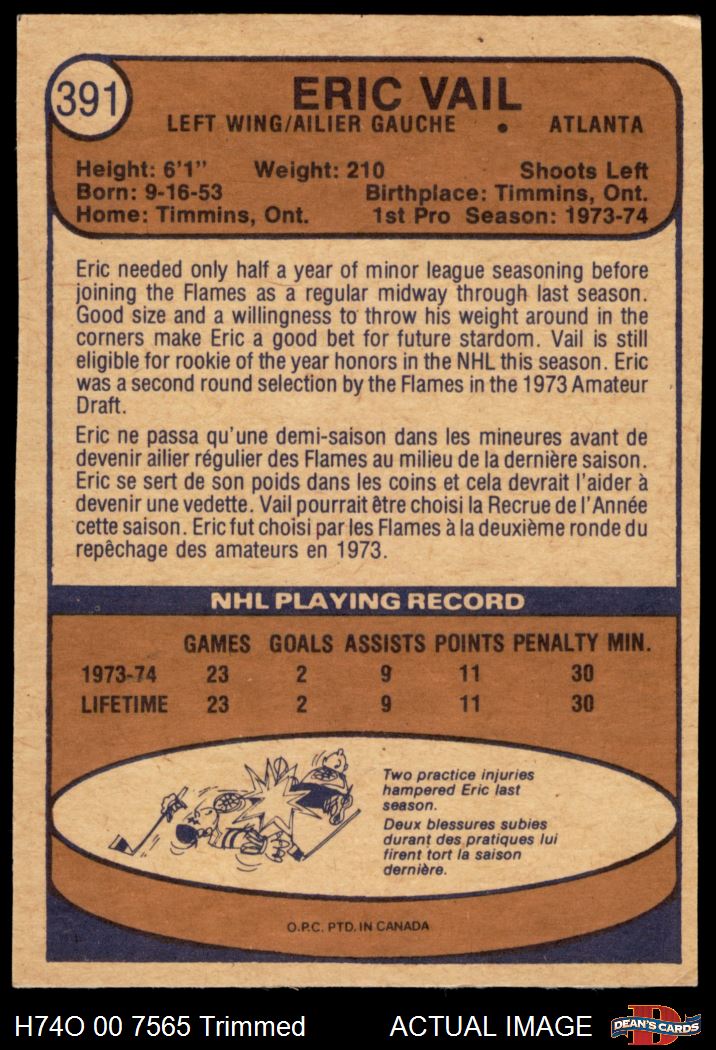 391
ERIC VAIL
LEFT WING/AILIER GAUCHE • ATLANTA
Height: 6'1" Weight: 210 Shoots Left
Born: 9-16-53 Birthplace: Timmins, Ont.
Home: Timmins, Ont. 1st Pro Season: 1973-74
Eric needed only half a year of minor league seasoning before
joining the Flames as a regular midway through last season.
Good size and a willingness to throw his weight around in the
corners make Eric a good bet for future stardom. Vail is still
eligible for rookie of the year honors in the NHL this season. Eric
was a second round selection by the Flames in the 1973 Amateur
Draft.
Eric ne passa qu'une demi-saison dans les mineures avant de
devenir ailier régulier des Flames au milieu de la dernière saison.
Eric se sert de son poids dans les coins et cela devrait l'aider à
devenir une vedette. Vail pourrait être choisi la Recrue de l'Année
cette saison. Eric fut choisi par les Flames à la deuxième ronde du
repêchage des amateurs en 1973.
NHL PLAYING RECORD
GAMES GOALS ASSISTS POINTS PENALTY MIN.
1973-74 23 2 9 11 30
LIFETIME 23 2 9 11 30
Two practice injuries
hampered Eric last
season.
Deux blessures subies
durant des pratiques lui
firent tort la saison
dernière.
O.P.C. PTD. IN CANADA
H74O 00 7565 Trimmed ACTUAL IMAGE
D
DEAN'S CARDS